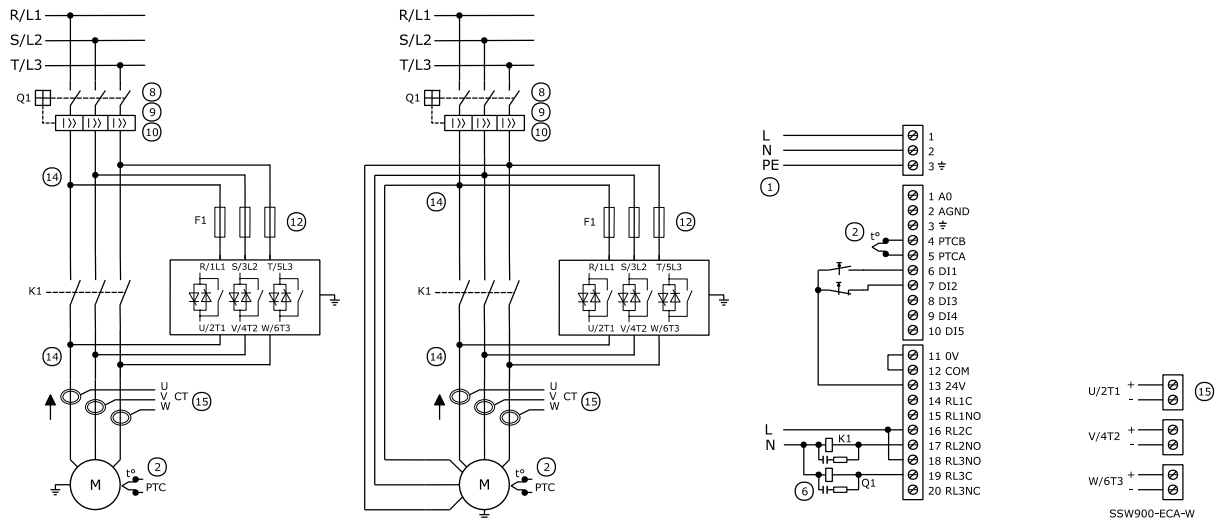 R/L1
S/L2
T/L3
Q1
8
9
10
14
F1
12
R/1L1 S/3L2 T/5L3
K1
U/2T1 V/4T2 W/6T3
14
U
V CT 15
W
2
M
t°
PTC
R/L1
S/L2
T/L3
Q1
8
9
10
14
F1
12
R/1L1 S/3L2 T/5L3
K1
U/2T1 V/4T2 W/6T3
14
U
V CT 15
W
2
M
t°
PTC
L
N
PE
1
1
2
3
1 A0
2 AGND
3
2
t°
4 PTCB
5 PTCA
6 DI1
7 DI2
8 DI3
9 DI4
10 DI5
11 0V
12 COM
13 24V
14 RL1C
15 RL1NO
L
16 RL2C
N
K1
17 RL2NO
18 RL3NO
19 RL3C
6
Q1
20 RL3NC
U/2T1 + -
15
V/4T2 + -
W/6T3 + -
SSW900-ECA-W